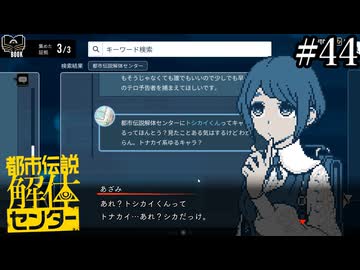 #44
BOOK
集めた証拠
3/3
キーワード検索
検索結果
都市伝説解体センター
もそうじゃなくても誰でもいいので少しでも早
のテロ予告者を捕まえてほしいです。
都市伝説解体センターにトシカイくんってキャ
るってほんとう？見たことある気はするけどわ
らん。トナカイ系ゆるキャラ？
あざみ
あれ？トシカイくんって
トナカイ…あれ？シカだっけ。
都市伝説
解体
センター